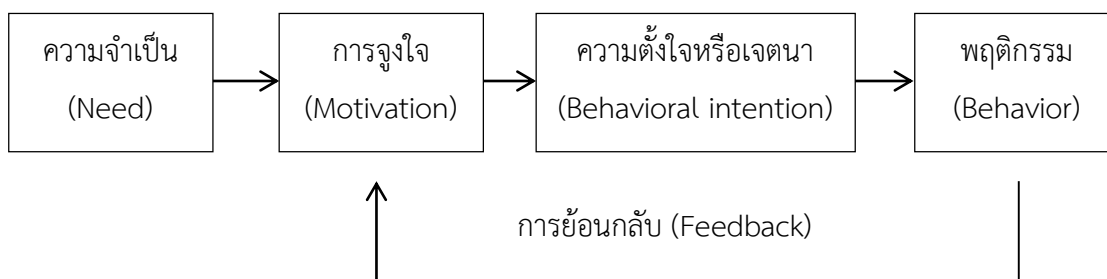 ความจำเป็น
(Need)
การจูงใจ
(Motivation)
ความตั้งใจหรือเจตนา
(Behavioral intention)
พฤติกรรม
(Behavior)
การย้อนกลับ (Feedback)